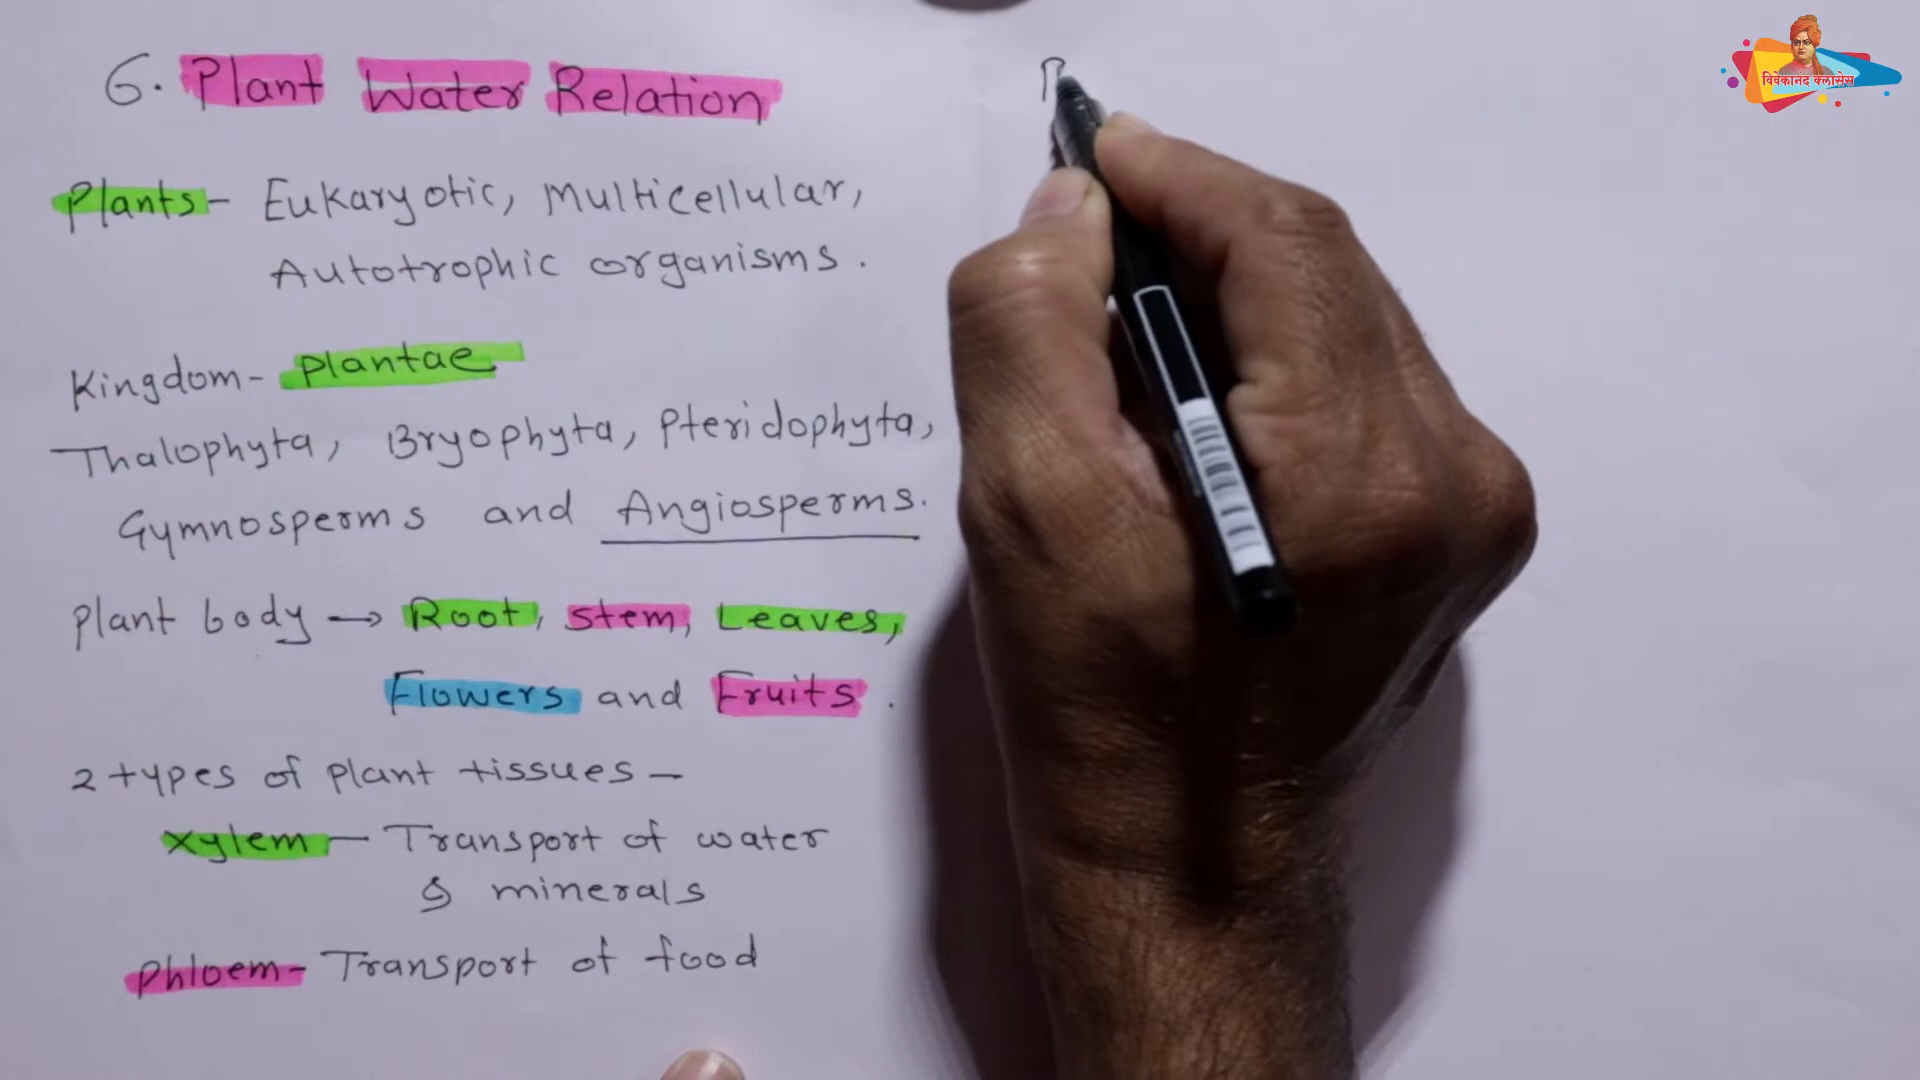 6. Plant Water Relation
Plants - Eukaryotic, Multicellular,
Autotrophic organisms.
Kingdom - Plantae
Thalophyta, Bryophyta, Pteridophyta,
Gymnosperms and Angiosperms.
Plant body → Root, Stem, Leaves,
Flowers and Fruits.
2 types of plant tissues -
Xylem - Transport of water
& minerals
Phloem - Transport of food
विवेकानंद क्लासेस